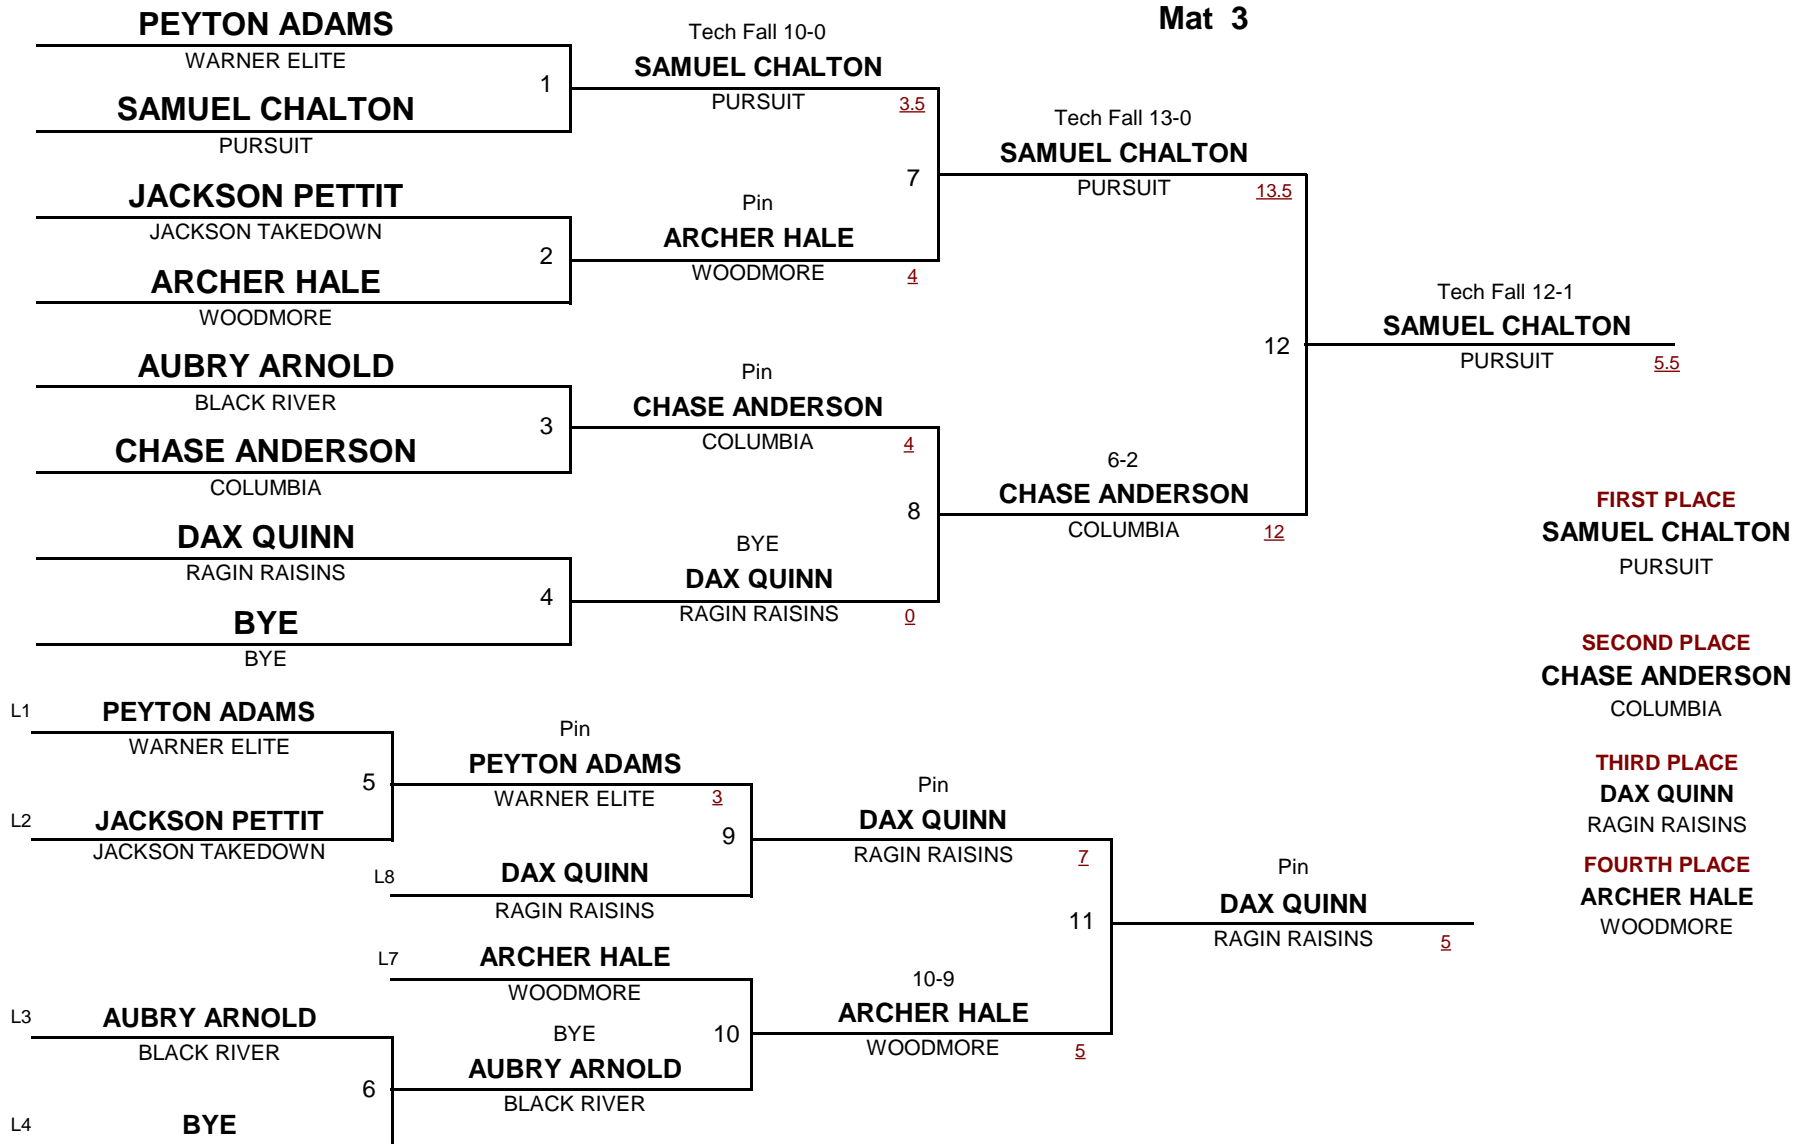 Mat 3
PEYTON ADAMS
WARNER ELITE
1
SAMUEL CHALTON
PURSUIT
JACKSON PETTIT
JACKSON TAKEDOWN
2
ARCHER HALE
WOODMORE
AUBRY ARNOLD
BLACK RIVER
3
CHASE ANDERSON
COLUMBIA
DAX QUINN
RAGIN RAISINS
4
BYE
BYE
Tech Fall 10-0
SAMUEL CHALTON
PURSUIT 3.5
7
Pin
ARCHER HALE
WOODMORE 4
Pin
CHASE ANDERSON
COLUMBIA 4
8
BYE
DAX QUINN
RAGIN RAISINS 0
Tech Fall 13-0
SAMUEL CHALTON
PURSUIT 13.5
12
6-2
CHASE ANDERSON
COLUMBIA 12
Tech Fall 12-1
SAMUEL CHALTON
PURSUIT 5.5
FIRST PLACE
SAMUEL CHALTON
PURSUIT
SECOND PLACE
CHASE ANDERSON
COLUMBIA
THIRD PLACE
DAX QUINN
RAGIN RAISINS
FOURTH PLACE
ARCHER HALE
WOODMORE
L1 PEYTON ADAMS
WARNER ELITE
5
L2 JACKSON PETTIT
JACKSON TAKEDOWN
Pin
PEYTON ADAMS
WARNER ELITE 3
9
L8 DAX QUINN
RAGIN RAISINS
L7 ARCHER HALE
WOODMORE
10
L3 AUBRY ARNOLD
BLACK RIVER
6
L4 BYE
BYE
AUBRY ARNOLD
BLACK RIVER
Pin
DAX QUINN
RAGIN RAISINS 7
11
10-9
ARCHER HALE
WOODMORE 5
Pin
DAX QUINN
RAGIN RAISINS 5